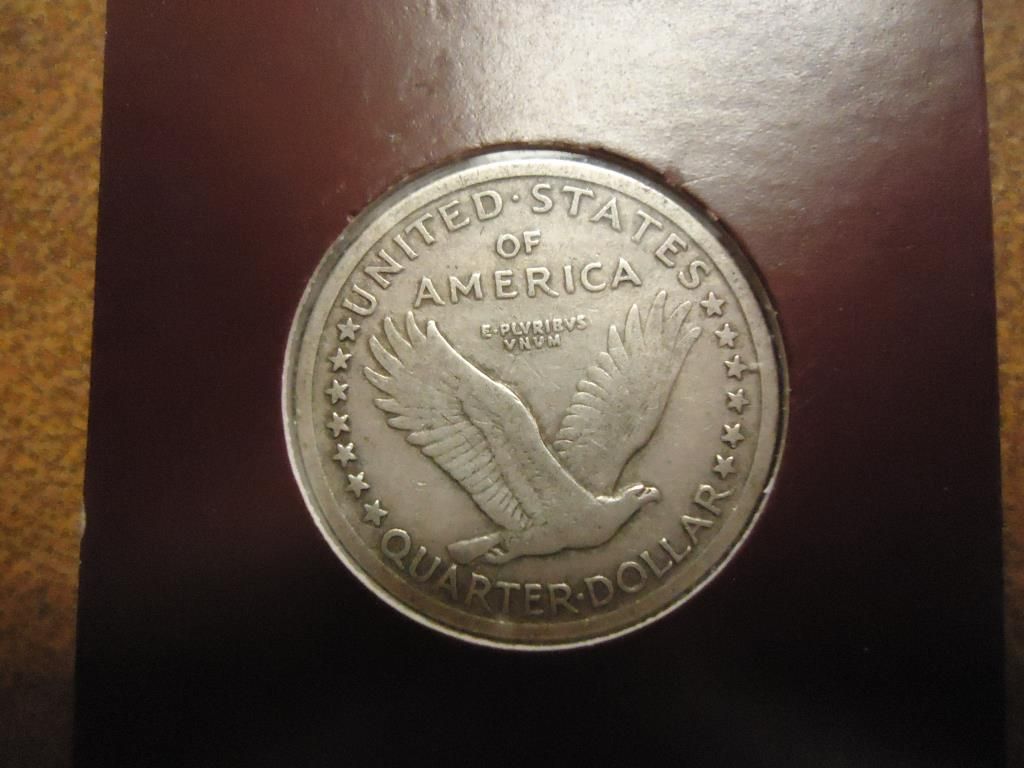 UNITED·STATES
OF
AMERICA
E·PLVRIBVS
VNVM
QUARTER·DOLLAR